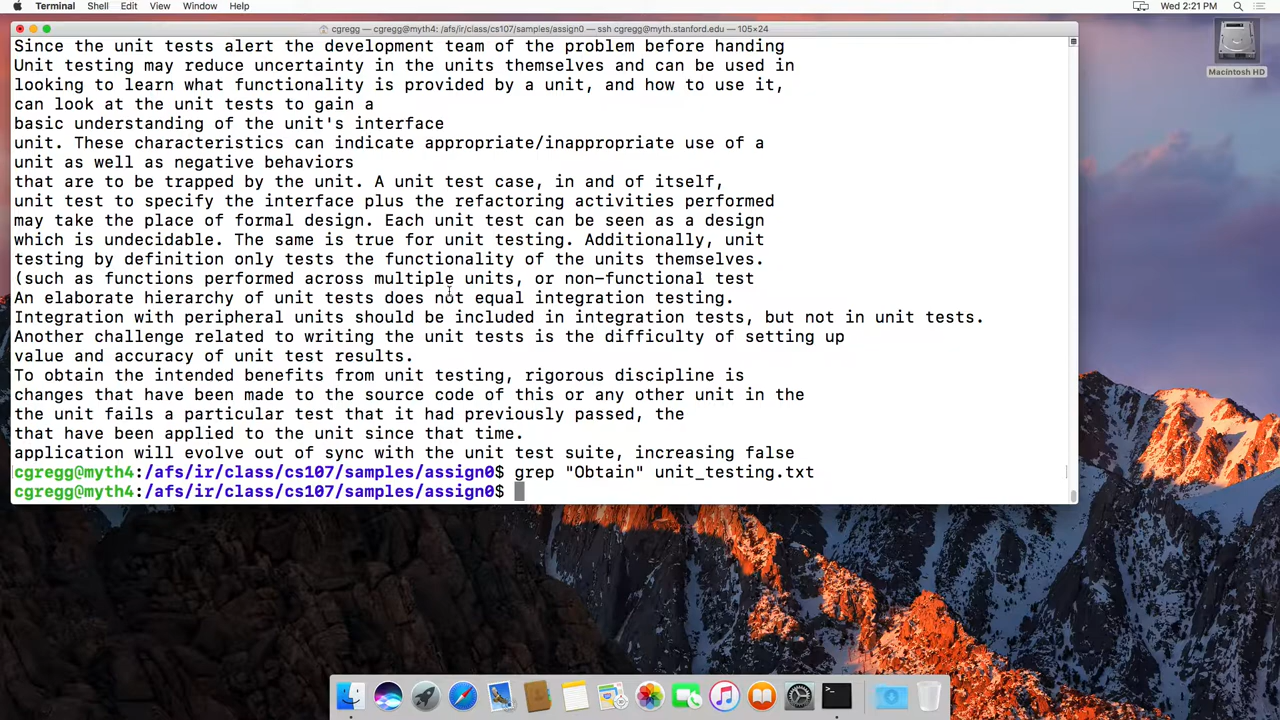 Terminal Shell Edit View Window Help Wed 2:21 PM
cgregg — cgregg@myth4: /afs/ir/class/cs107/samples/assign0 — ssh cgregg@myth.stanford.edu — 105×24
Macintosh HD
Since the unit tests alert the development team of the problem before handing
Unit testing may reduce uncertainty in the units themselves and can be used in
looking to learn what functionality is provided by a unit, and how to use it,
can look at the unit tests to gain a
basic understanding of the unit's interface
unit. These characteristics can indicate appropriate/inappropriate use of a
unit as well as negative behaviors
that are to be trapped by the unit. A unit test case, in and of itself,
unit test to specify the interface plus the refactoring activities performed
may take the place of formal design. Each unit test can be seen as a design
which is undecidable. The same is true for unit testing. Additionally, unit
testing by definition only tests the functionality of the units themselves.
(such as functions performed across multiple units, or non-functional test
An elaborate hierarchy of unit tests does not equal integration testing.
Integration with peripheral units should be included in integration tests, but not in unit tests.
Another challenge related to writing the unit tests is the difficulty of setting up
value and accuracy of unit test results.
To obtain the intended benefits from unit testing, rigorous discipline is
changes that have been made to the source code of this or any other unit in the
the unit fails a particular test that it had previously passed, the
that have been applied to the unit since that time.
application will evolve out of sync with the unit test suite, increasing false
cgregg@myth4:/afs/ir/class/cs107/samples/assign0$ grep "Obtain" unit_testing.txt
cgregg@myth4:/afs/ir/class/cs107/samples/assign0$